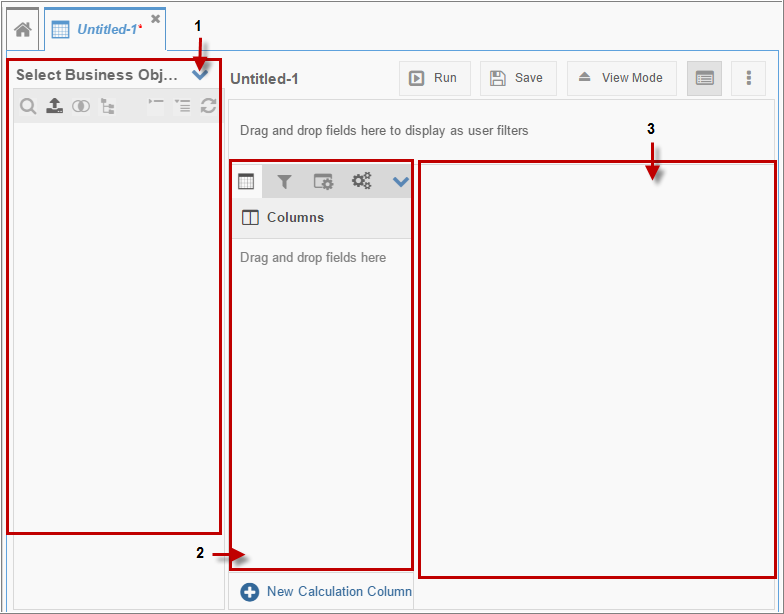 Untitled-1*
1
Select Business Obj...
Untitled-1
Run
Save
View Mode
Drag and drop fields here to display as user filters
3
Columns
Drag and drop fields here
2
New Calculation Column